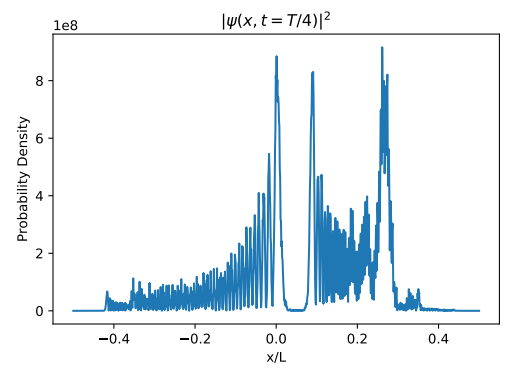 |ψ(x, t = T/4)|²
1e8
8
6
4
2
0
Probability Density
−0.4 −0.2 0.0 0.2 0.4
x/L